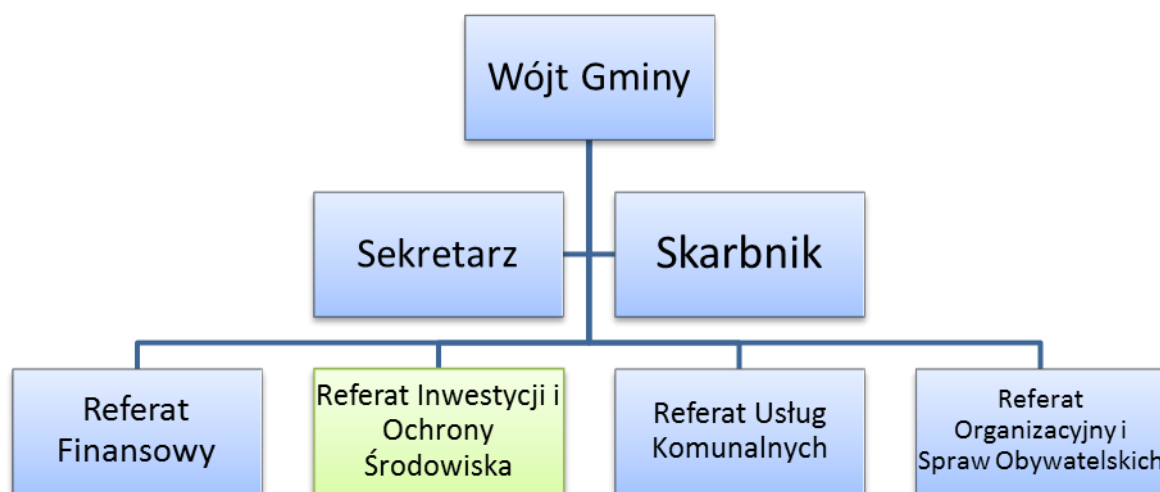 Wójt Gminy
Sekretarz
Skarbnik
Referat
Finansowy
Referat Inwestycji i
Ochrony
Środowiska
Referat Usług
Komunalnych
Referat
Organizacyjny i
Spraw Obywatelskich